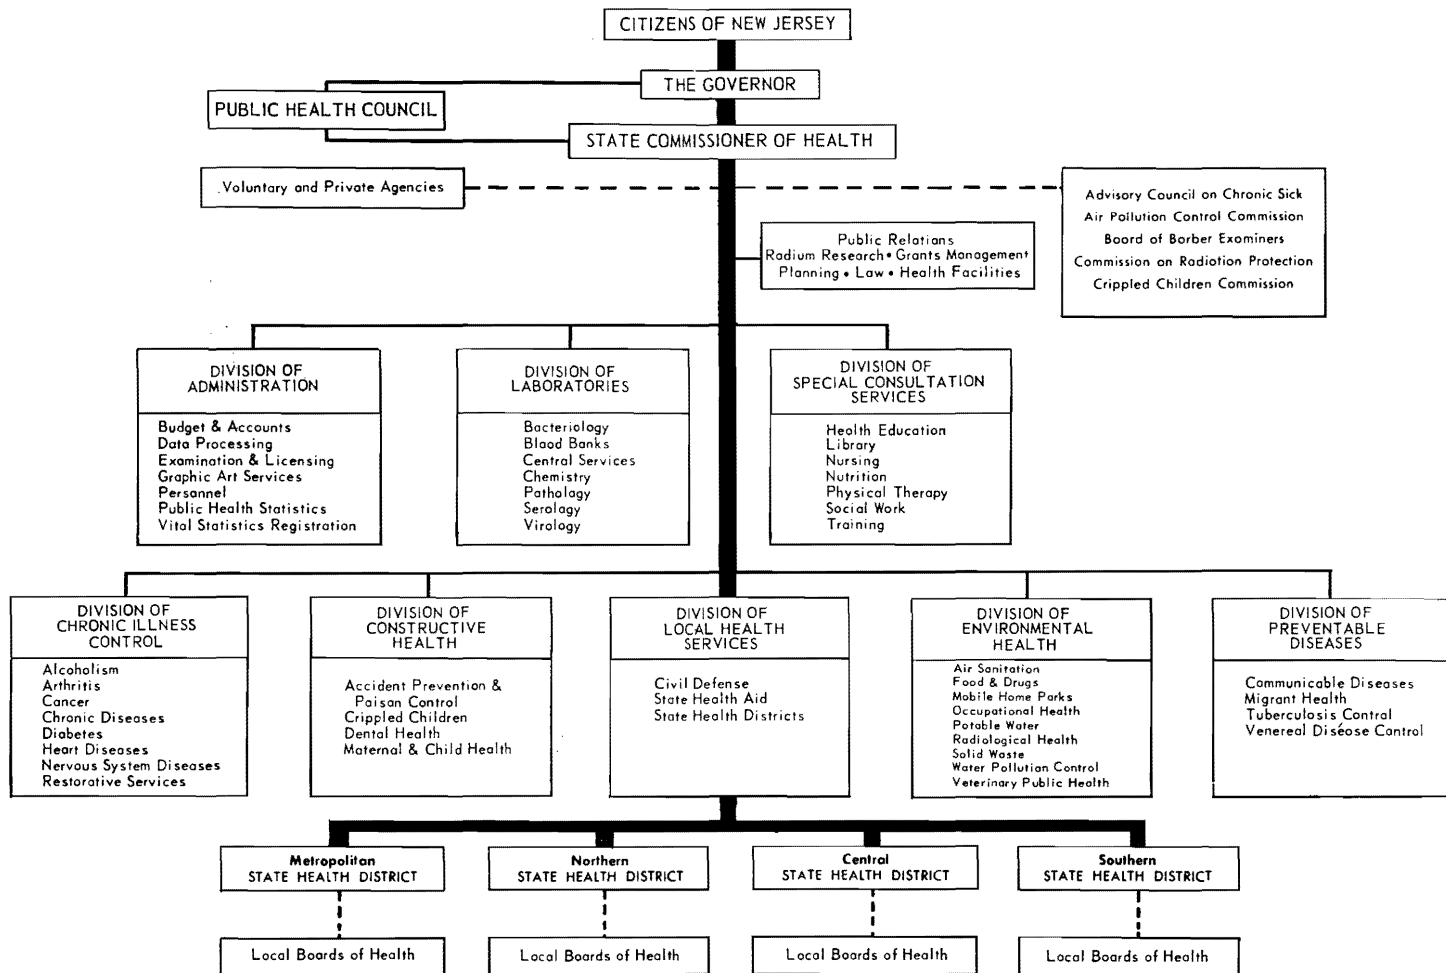 CITIZENS OF NEW JERSEY
THE GOVERNOR
PUBLIC HEALTH COUNCIL
STATE COMMISSIONER OF HEALTH
Voluntary and Private Agencies
Advisory Council on Chronic Sick
Air Pollution Control Commission
Board of Borber Examiners
Commission on Radiotion Protection
Crippled Children Commission
Public Relations
Radium Research • Grants Management
Planning • Law • Health Facilities
DIVISION OF
ADMINISTRATION
Budget & Accounts
Data Processing
Examination & Licensing
Graphic Art Services
Personnel
Public Health Statistics
Vital Statistics Registration
DIVISION OF
LABORATORIES
Bacteriology
Blood Banks
Central Services
Chemistry
Pathology
Serology
Virology
DIVISION OF
SPECIAL CONSULTATION
SERVICES
Health Education
Library
Nursing
Nutrition
Physical Therapy
Social Work
Training
DIVISION OF
CHRONIC ILLNESS
CONTROL
Alcoholism
Arthritis
Cancer
Chronic Diseases
Diabetes
Heart Diseases
Nervous System Diseases
Restorative Services
DIVISION OF
CONSTRUCTIVE
HEALTH
Accident Prevention &
Paisan Control
Crippled Children
Dental Health
Maternal & Child Health
DIVISION OF
LOCAL HEALTH
SERVICES
Civil Defense
State Health Aid
State Health Districts
DIVISION OF
ENVIRONMENTAL
HEALTH
Air Sanitation
Food & Drugs
Mobile Home Parks
Occupational Health
Potable Water
Radiological Health
Solid Waste
Water Pollution Control
Veterinary Public Health
DIVISION OF
PREVENTABLE
DISEASES
Communicable Diseases
Migrant Health
Tuberculosis Cantral
Venereal Diséose Cantrol
Metropolitan
STATE HEALTH DISTRICT
Northern
STATE HEALTH DISTRICT
Central
STATE HEALTH DISTRICT
Southern
STATE HEALTH DISTRICT
Local Boards of Health
Local Boards of Health
Local Boards of Health
Local Boards of Health